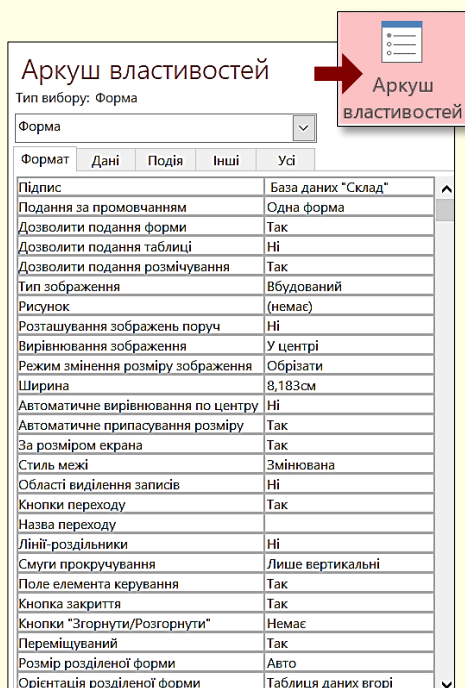 Аркуш
властивостей
Аркуш властивостей
Тип вибору: Форма
Форма
Формат Дані Подія Інші Усі
Підпис База даних "Склад"
Подання за промовчанням Одна форма
Дозволити подання форми Так
Дозволити подання таблиці Ні
Дозволити подання розмічування Так
Тип зображення Вбудований
Рисунок (немає)
Розташування зображень поруч Ні
Вирівнювання зображення У центрі
Режим змінення розміру зображення Обрізати
Ширина 8,183см
Автоматичне вирівнювання по центру Ні
Автоматичне припасування розміру Так
За розміром екрана Так
Стиль межі Змінювана
Області виділення записів Ні
Кнопки переходу Так
Назва переходу
Лінії-роздільники Ні
Смуги прокручування Лише вертикальні
Поле елемента керування Так
Кнопка закриття Так
Кнопки "Згорнути/Розгорнути" Немає
Переміщуваний Так
Розмір розділеної форми Авто
Орієнтація розділеної форми Таблиця даних вгорі